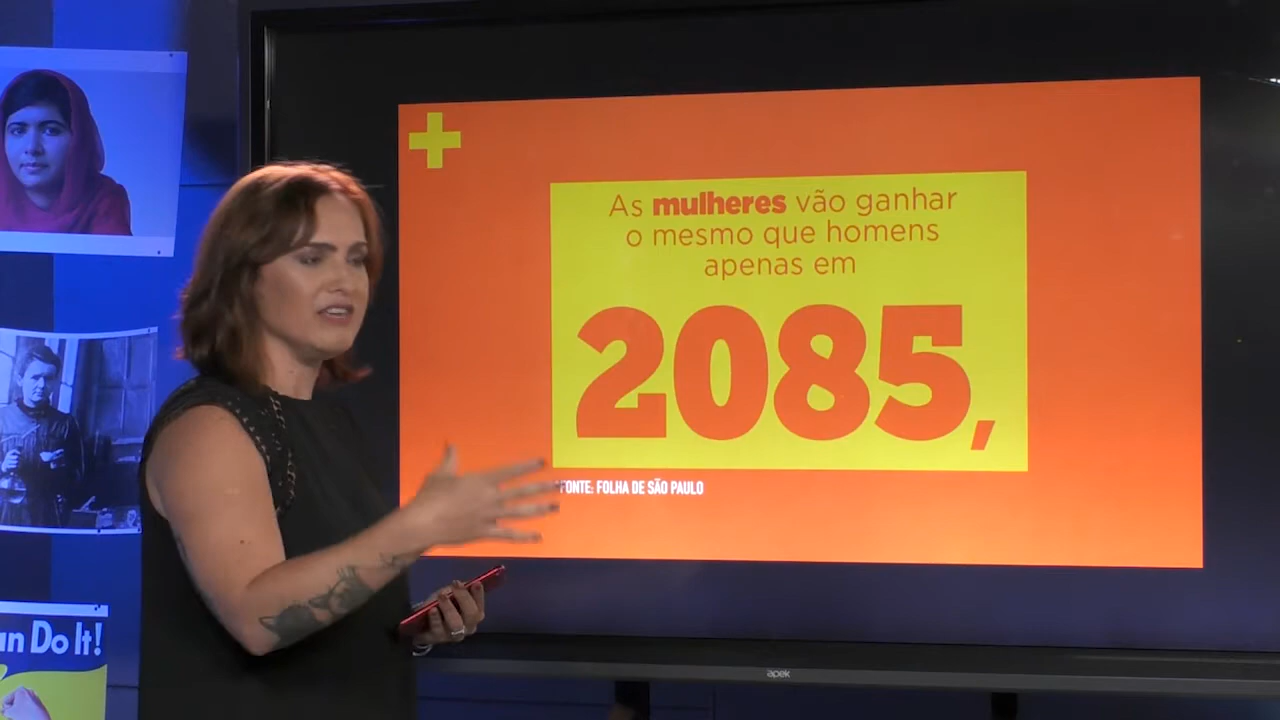 As mulheres vão ganhar
o mesmo que homens
apenas em
2085,
*FONTE: FOLHA DE SÃO PAULO
an Do It!
apek